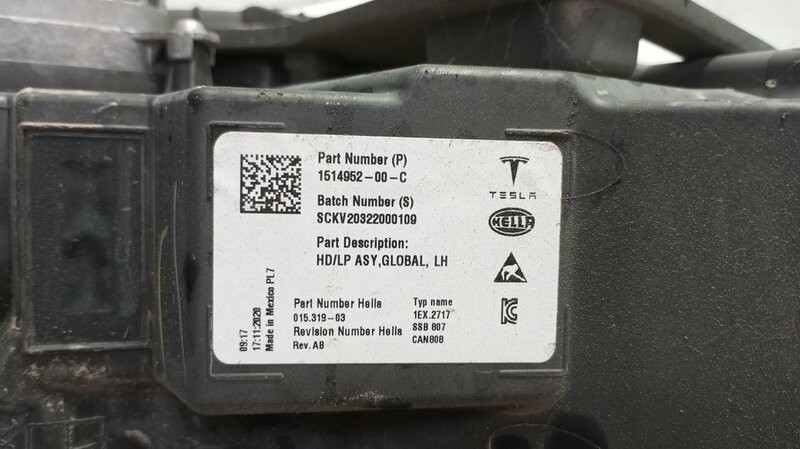 Part Number (P)
1514952-00-C
Batch Number (S)
SCKV20322000109
Part Description:
HD/LP ASY,GLOBAL, LH
Part Number Hella
015.319-03
Revision Number Hella
Rev. AB
Typ name
1EX.2717
SSB 807
CAN808
TESLA
HELLA
09:17
17:11:2020
Made in Mexico PL7